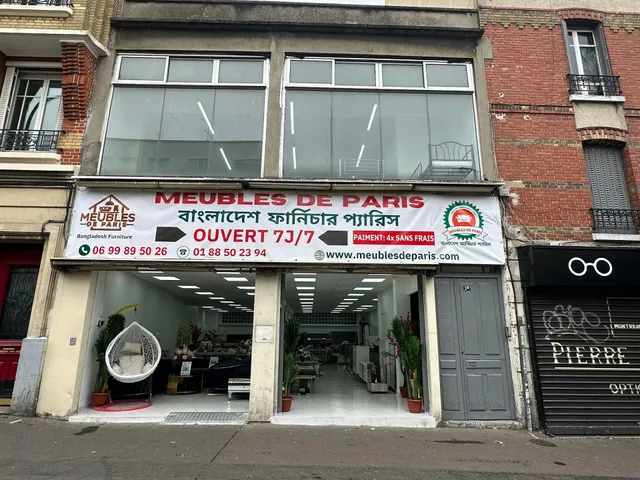 MEUBLES DE PARIS
MEUBLES
DE PARIS
বাংলাদেশ ফার্নিচার প্যারিস
Bangladesh Furniture
OUVERT 7J/7
PAIMENT: 4x SANS FRAIS
বাংলাদেশ ফার্নিচার প্যারিস
06 99 89 50 26
01 88 50 23 94
www.meublesdeparis.com
MONTREU
PIERRE
OPTI